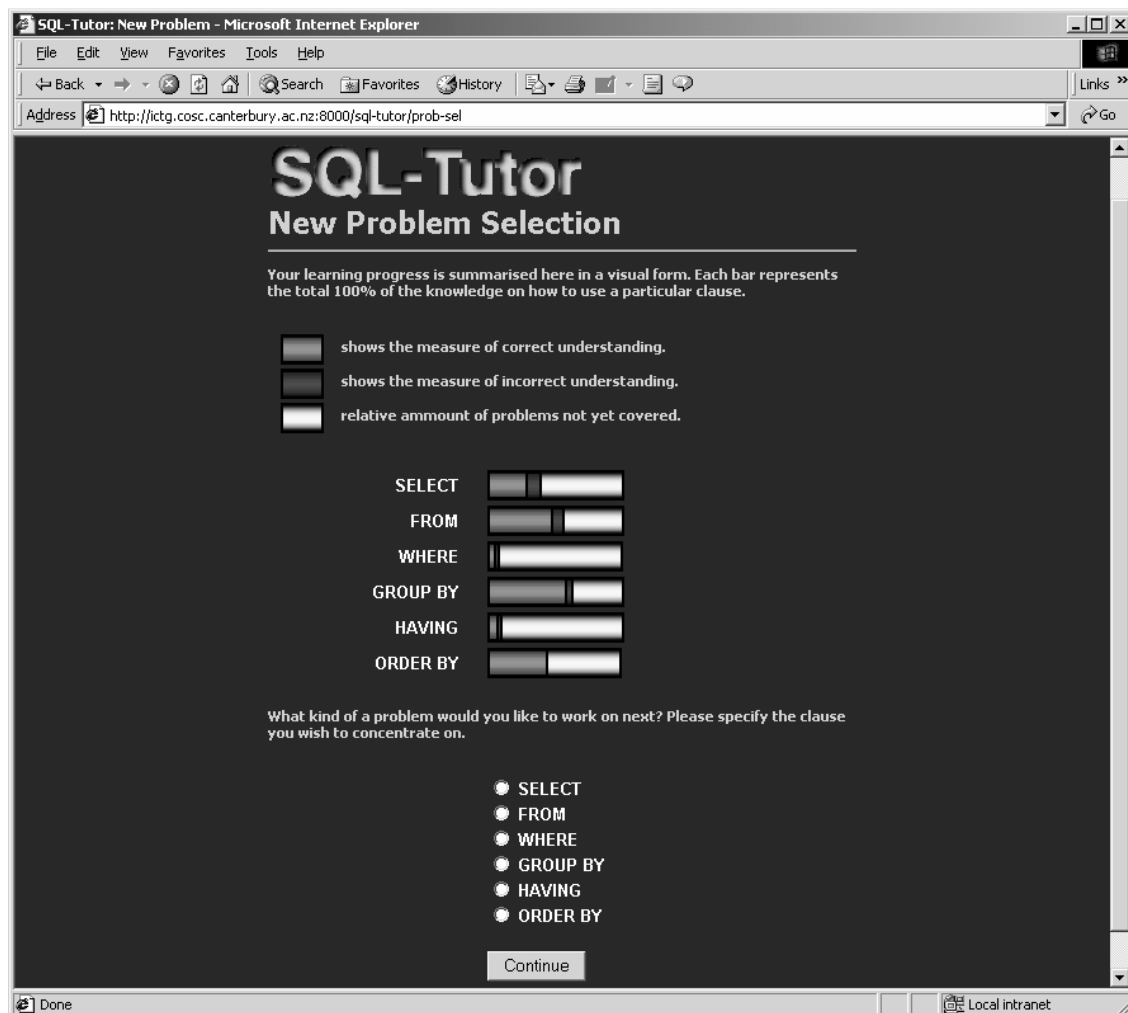 SQL-Tutor: New Problem - Microsoft Internet Explorer
File Edit View Favorites Tools Help
Back Search Favorites History Links »
Address http://ictg.cosc.canterbury.ac.nz:8000/sql-tutor/prob-sel Go
SQL-Tutor
New Problem Selection
Your learning progress is summarised here in a visual form. Each bar represents
the total 100% of the knowledge on how to use a particular clause.
shows the measure of correct understanding.
shows the measure of incorrect understanding.
relative ammount of problems not yet covered.
SELECT
FROM
WHERE
GROUP BY
HAVING
ORDER BY
What kind of a problem would you like to work on next? Please specify the clause
you wish to concentrate on.
SELECT
FROM
WHERE
GROUP BY
HAVING
ORDER BY
Continue
Done Local intranet